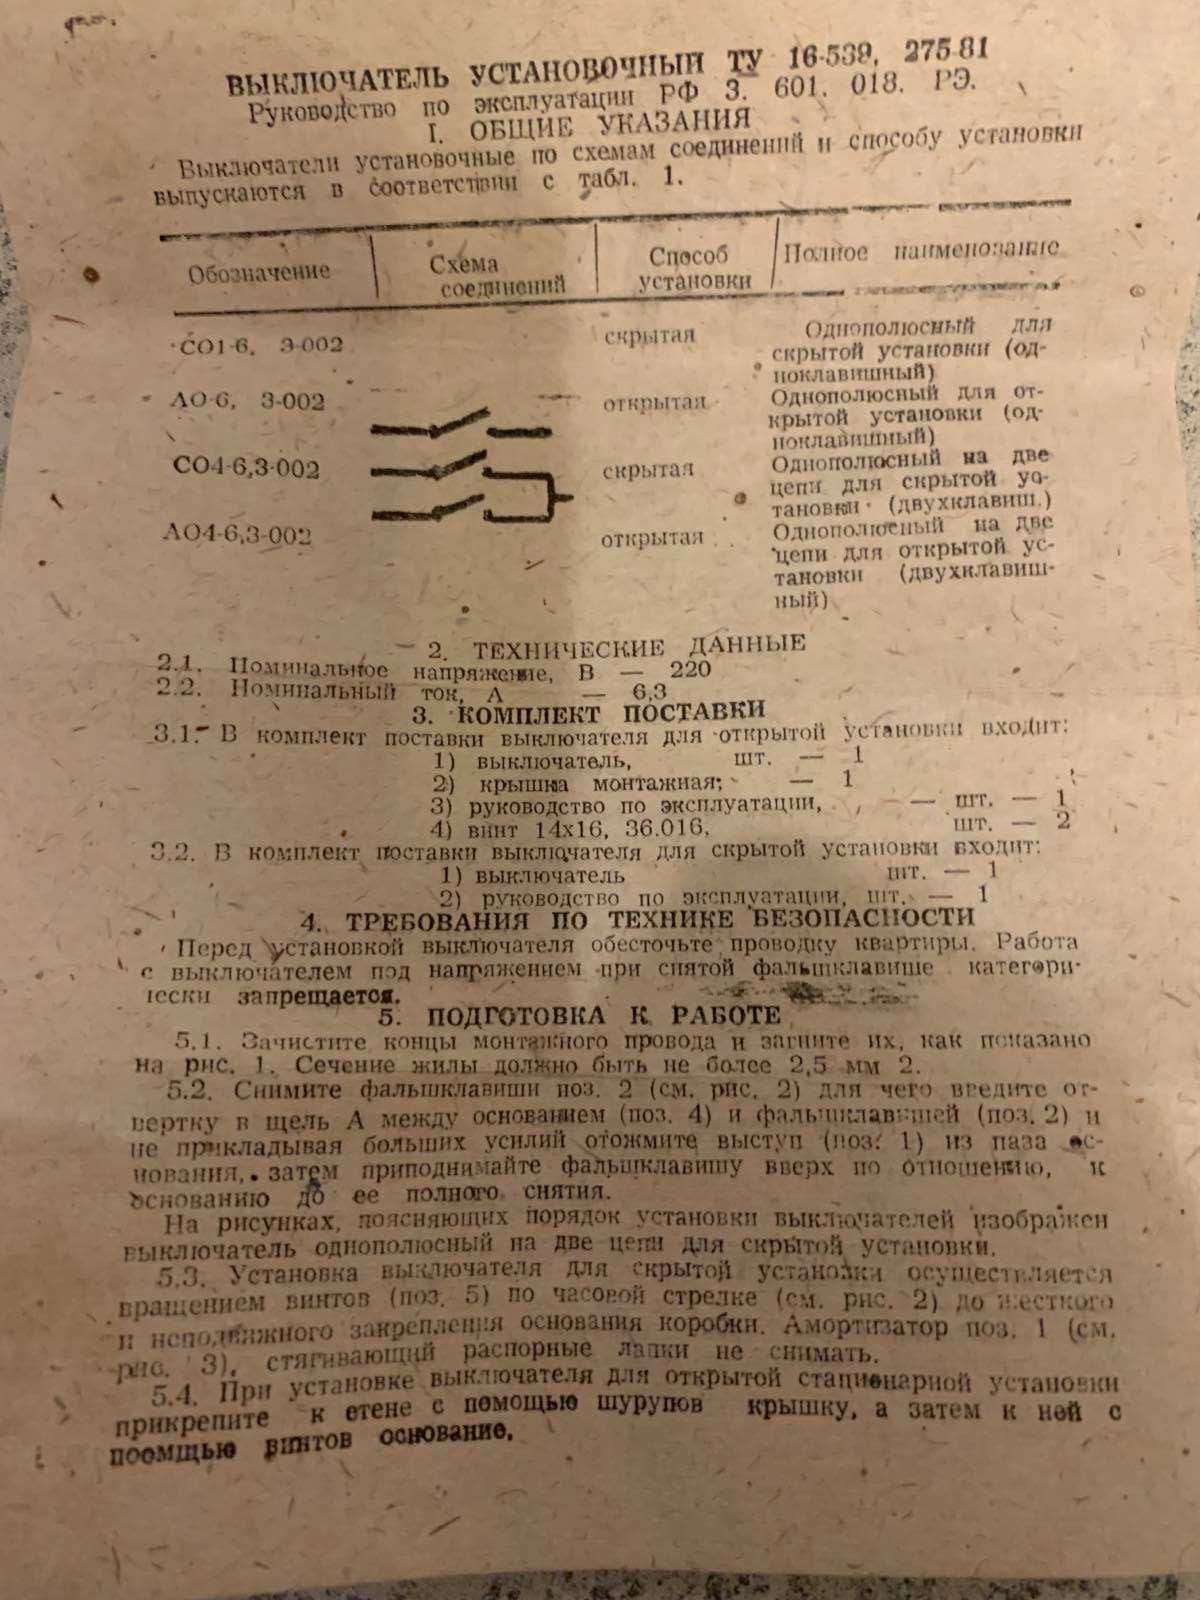 ВЫКЛЮЧАТЕЛЬ УСТАНОВОЧНЫЙ ТУ 16-539. 275-81
Руководство по эксплуатации РФ 3. 601. 018. РЭ.
I. ОБЩИЕ УКАЗАНИЯ
Выключатели установочные по схемам соединений и способу установки
выпускаются в соответствии с табл. 1.
Обозначение Схема соединений Способ установки Полное наименование
СО1-6, 3-002 скрытая Однополюсный для
скрытой установки (од-
ноклавишный)
АО-6, 3-002 открытая Однополюсный для от-
крытой установки (од-
ноклавишный)
СО4-6,3-002 скрытая Однополюсный на две
цепи для скрытой ус-
тановки (двухклавиш.)
АО4-6,3-002 открытая Однополюсный на две
цепи для открытой ус-
тановки (двухклавиш-
ный)
2. ТЕХНИЧЕСКИЕ ДАННЫЕ
2.1. Номинальное напряжение, В — 220
2.2. Номинальный ток, А — 6,3
3. КОМПЛЕКТ ПОСТАВКИ
3.1. В комплект поставки выключателя для открытой установки входит:
1) выключатель, шт. — 1
2) крышка монтажная; — 1
3) руководство по эксплуатации, — шт. — 1
4) винт 14х16, 36.016, шт. — 2
3.2. В комплект поставки выключателя для скрытой установки входит:
1) выключатель шт. — 1
2) руководство по эксплуатации, шт. — 1
4. ТРЕБОВАНИЯ ПО ТЕХНИКЕ БЕЗОПАСНОСТИ
Перед установкой выключателя обесточьте проводку квартиры. Работа
с выключателем под напряжением при снятой фальшклавише категори-
чески запрещается.
5. ПОДГОТОВКА К РАБОТЕ
5.1. Зачистите концы монтажного провода и загните их, как показано
на рис. 1. Сечение жилы должно быть не более 2,5 мм 2.
5.2. Снимите фальшклавиши поз. 2 (см. рис. 2) для чего введите от-
вертку в щель А между основанием (поз. 4) и фальшклавишей (поз. 2) и
не прикладывая больших усилий отожмите выступ (поз. 1) из паза ос-
нования, затем приподнимайте фальшклавишу вверх по отношению, к
основанию до ее полного снятия.
На рисунках, поясняющих порядок установки выключателей изображен
выключатель однополюсный на две цепи для скрытой установки.
5.3. Установка выключателя для скрытой установки осуществляется
вращением винтов (поз. 5) по часовой стрелке (см. рис. 2) до жесткого
и неподвижного закрепления основания коробки. Амортизатор поз. 1 (см.
рис. 3), стягивающий распорные лапки не снимать.
5.4. При установке выключателя для открытой стационарной установки
прикрепите к стене с помощью шурупов крышку, а затем к ней с
поомщью винтов основание.